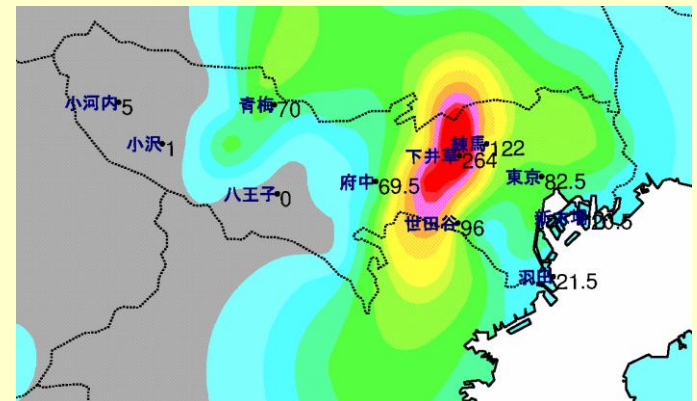 小河内 5
青梅 70
小沢 1
練馬 122
下井草 264
東京 82.5
府中 69.5
八王子 0
世田谷 96
新木場
羽田 21.5